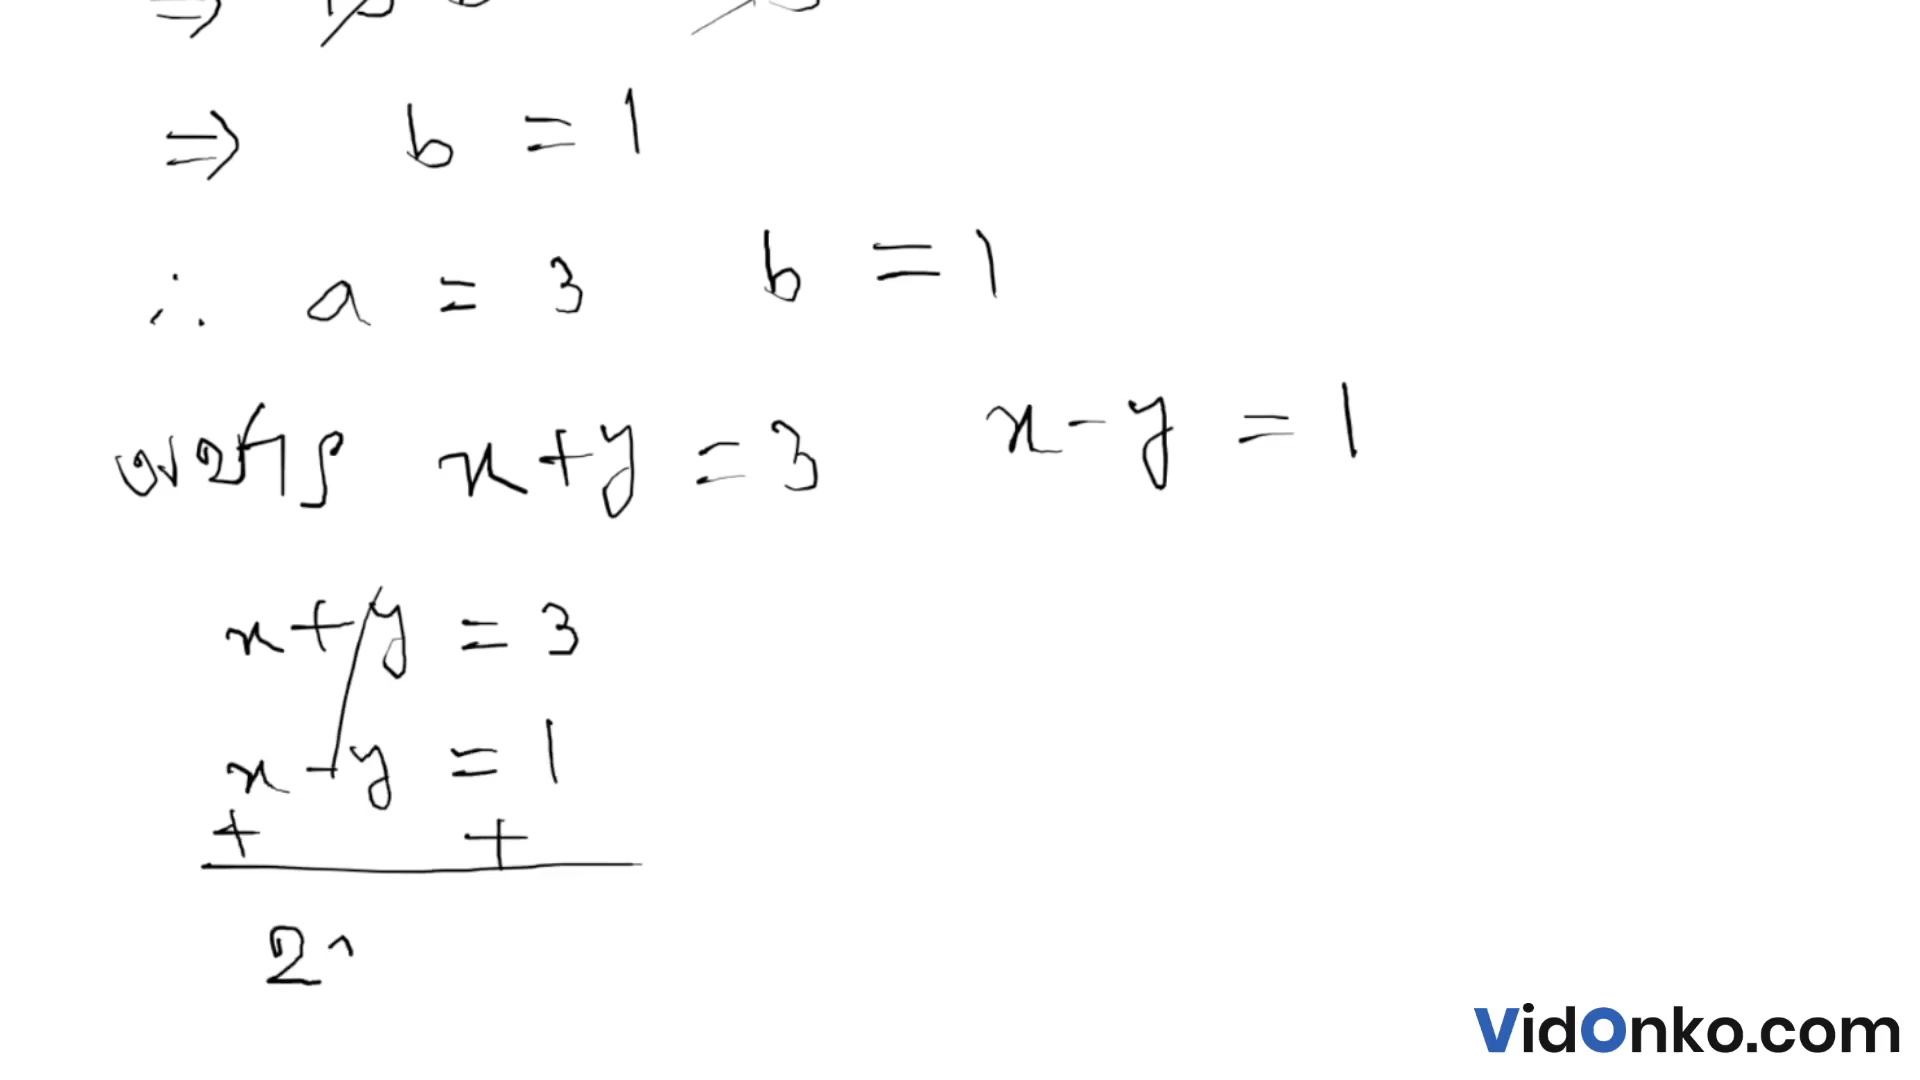 ⇒ b = 1
∴ a = 3 b = 1
অর্থাৎ x+y = 3 x-y = 1
x+y = 3
x-y = 1
+ +
2
VidOnko.com